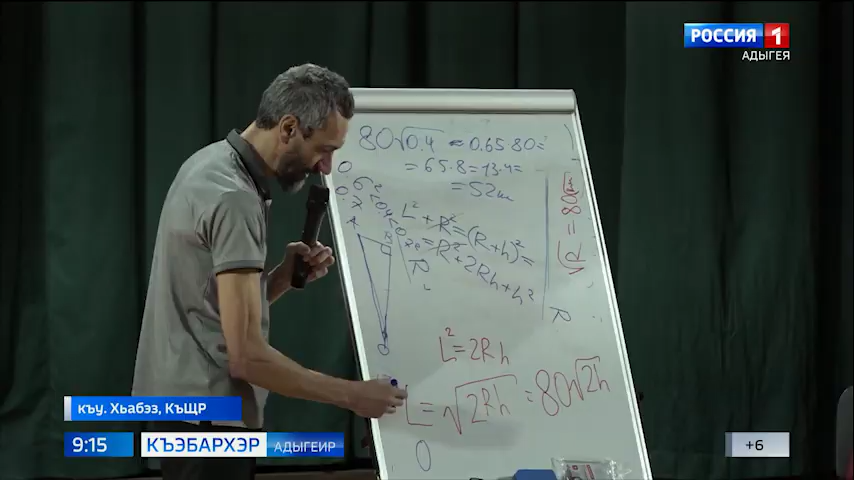 РОССИЯ 1
АДЫГЕЯ
80√0.4 ≈ 0.65·80=
= 65·8=13·4=
= 52м
L² + R² = (R+h)² =
= R² + 2Rh + h²
√R = 80
R
L² = 2Rh
L = √2Rh = 80√2h
къу. Хьабэз, КъЩР
9:15 КЪЭБАРХЭР АДЫГЕИР
+6